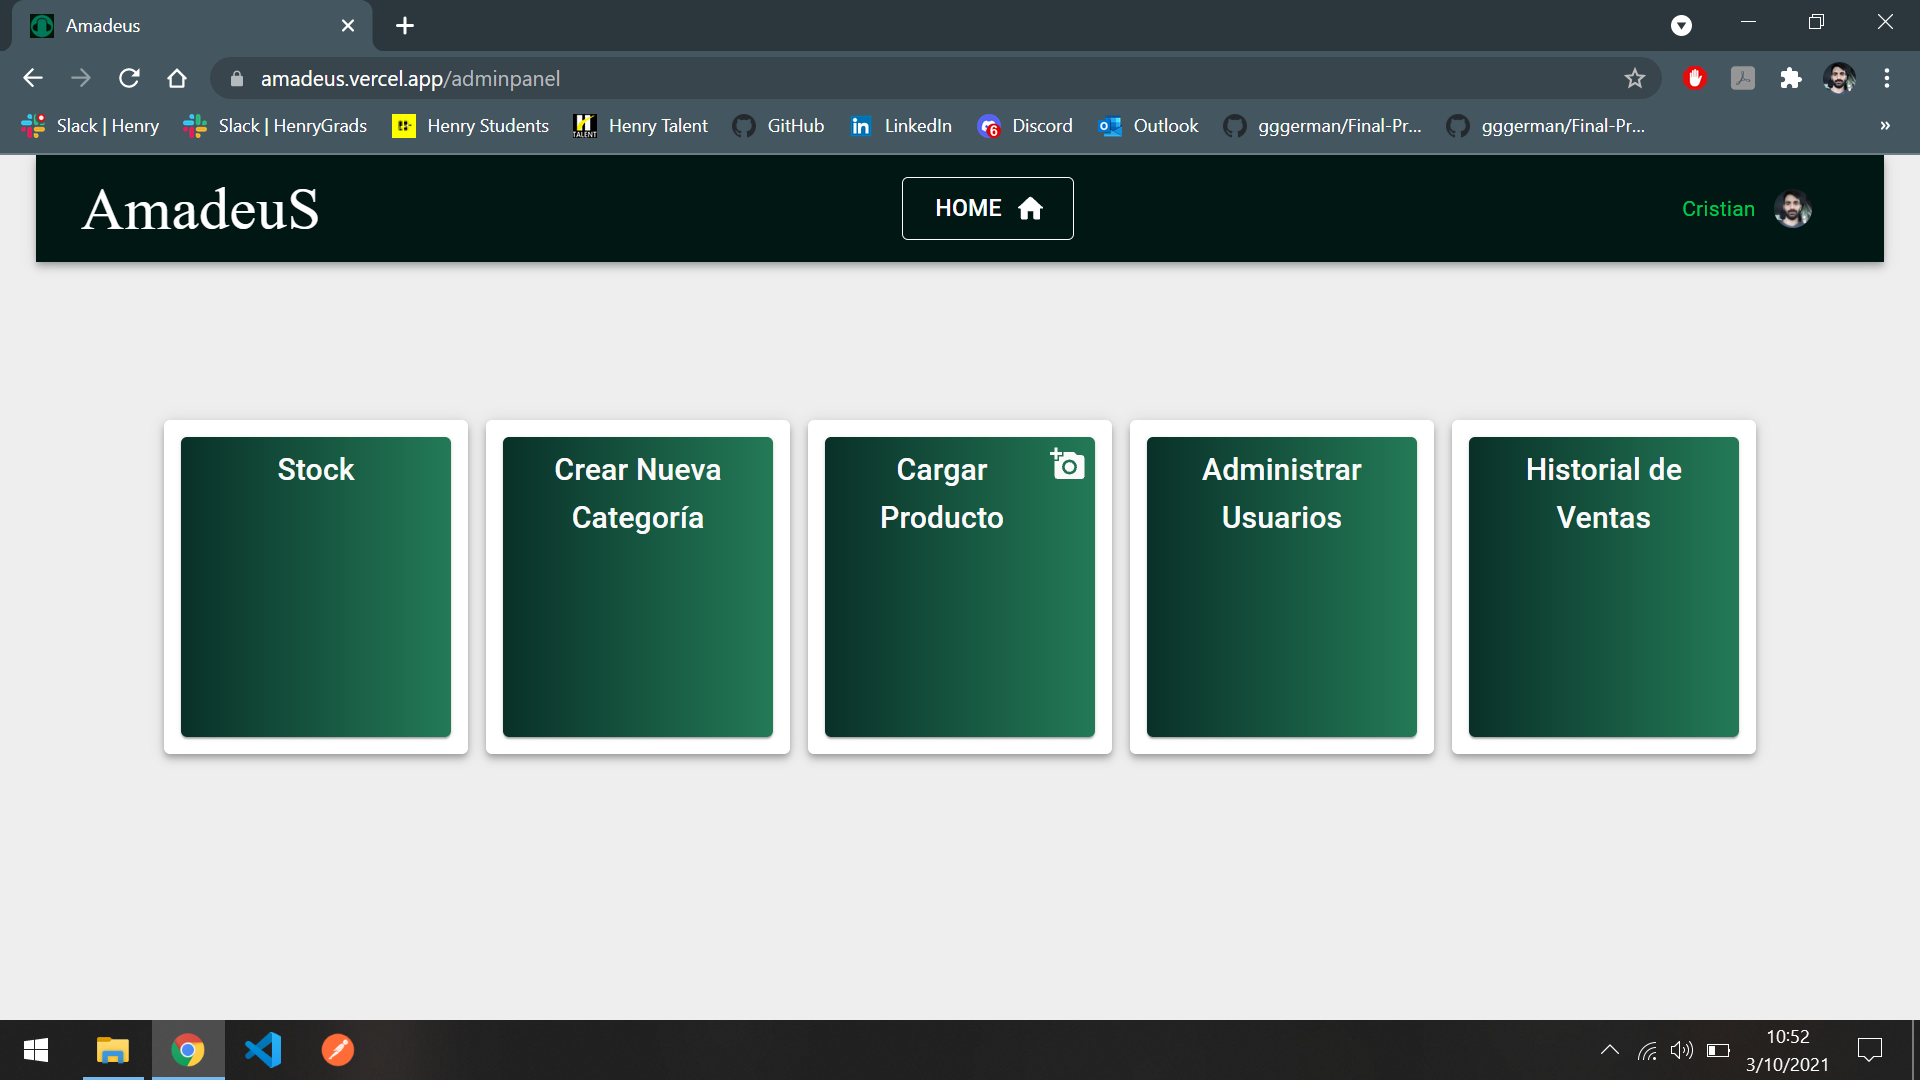 Amadeus
amadeus.vercel.app/adminpanel
Slack | Henry
Slack | HenryGrads
Henry Students
Henry Talent
GitHub
LinkedIn
Discord
Outlook
gggerman/Final-Pr...
gggerman/Final-Pr...
»
AmadeuS
HOME
Cristian
Stock
Crear Nueva
Categoría
Cargar
Producto
Administrar
Usuarios
Historial de
Ventas
10:52
3/10/2021